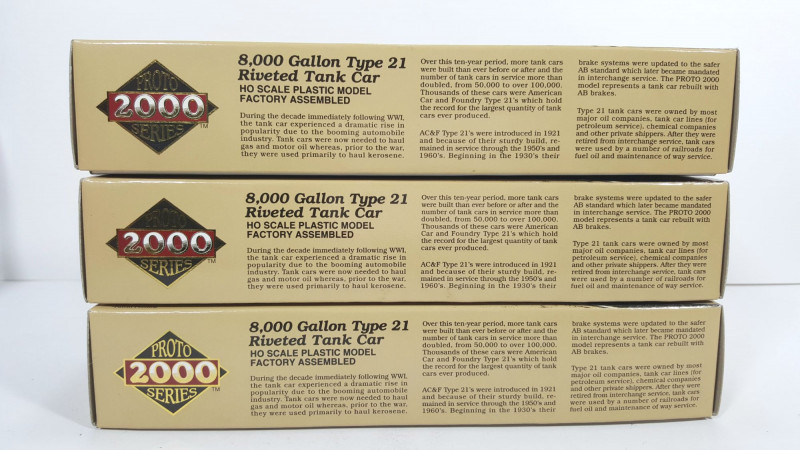 PROTO
2000
SERIES™
8,000 Gallon Type 21
Riveted Tank Car
HO SCALE PLASTIC MODEL
FACTORY ASSEMBLED
During the decade immediately following WWI,
the tank car experienced a dramatic rise in
popularity due to the booming automobile
industry. Tank cars were now needed to haul
gas and motor oil whereas, prior to the war,
they were used primarily to haul kerosene.
Over this ten-year period, more tank cars
were built than ever before or after and the
number of tank cars in service more than
doubled, from 50,000 to over 100,000.
Thousands of these cars were American
Car and Foundry Type 21's which hold
the record for the largest quantity of tank
cars ever produced.
AC&F Type 21's were introduced in 1921
and because of their sturdy build, re-
mained in service through the 1950's and
1960's. Beginning in the 1930's their
brake systems were updated to the safer
AB standard which later became mandated
in interchange service. The PROTO 2000
model represents a tank car rebuilt with
AB brakes.
Type 21 tank cars were owned by most
major oil companies, tank car lines (for
petroleum service), chemical companies
and other private shippers. After they were
retired from interchange service, tank cars
were used by a number of railroads for
fuel oil and maintenance of way service.
PROTO
2000
SERIES™
8,000 Gallon Type 21
Riveted Tank Car
HO SCALE PLASTIC MODEL
FACTORY ASSEMBLED
During the decade immediately following WWI,
the tank car experienced a dramatic rise in
popularity due to the booming automobile
industry. Tank cars were now needed to haul
gas and motor oil whereas, prior to the war,
they were used primarily to haul kerosene.
Over this ten-year period, more tank cars
were built than ever before or after and the
number of tank cars in service more than
doubled, from 50,000 to over 100,000.
Thousands of these cars were American
Car and Foundry Type 21's which hold
the record for the largest quantity of tank
cars ever produced.
AC&F Type 21's were introduced in 1921
and because of their sturdy build, re-
mained in service through the 1950's and
1960's. Beginning in the 1930's their
brake systems were updated to the safer
AB standard which later became mandated
in interchange service. The PROTO 2000
model represents a tank car rebuilt with
AB brakes.
Type 21 tank cars were owned by most
major oil companies, tank car lines (for
petroleum service), chemical companies
and other private shippers. After they were
retired from interchange service, tank cars
were used by a number of railroads for
fuel oil and maintenance of way service.
PROTO
2000
SERIES™
8,000 Gallon Type 21
Riveted Tank Car
HO SCALE PLASTIC MODEL
FACTORY ASSEMBLED
During the decade immediately following WWI,
the tank car experienced a dramatic rise in
popularity due to the booming automobile
industry. Tank cars were now needed to haul
gas and motor oil whereas, prior to the war,
they were used primarily to haul kerosene.
Over this ten-year period, more tank cars
were built than ever before or after and the
number of tank cars in service more than
doubled, from 50,000 to over 100,000.
Thousands of these cars were American
Car and Foundry Type 21's which hold
the record for the largest quantity of tank
cars ever produced.
AC&F Type 21's were introduced in 1921
and because of their sturdy build, re-
mained in service through the 1950's and
1960's. Beginning in the 1930's their
brake systems were updated to the safer
AB standard which later became mandated
in interchange service. The PROTO 2000
model represents a tank car rebuilt with
AB brakes.
Type 21 tank cars were owned by most
major oil companies, tank car lines (for
petroleum service), chemical companies
and other private shippers. After they were
retired from interchange service, tank cars
were used by a number of railroads for
fuel oil and maintenance of way service.